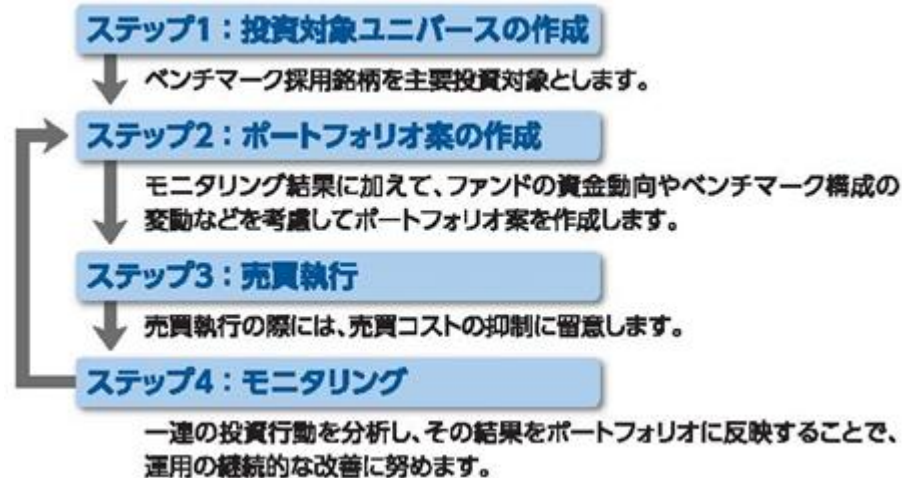 ステップ1：投資対象ユニバースの作成
ベンチマーク採用銘柄を主要投資対象とします。
ステップ2：ポートフォリオ案の作成
モニタリング結果に加えて、ファンドの資金動向やベンチマーク構成の
変動などを考慮してポートフォリオ案を作成します。
ステップ3：売買執行
売買執行の際には、売買コストの抑制に留意します。
ステップ4：モニタリング
一連の投資行動を分析し、その結果をポートフォリオに反映することで、
運用の継続的な改善に努めます。